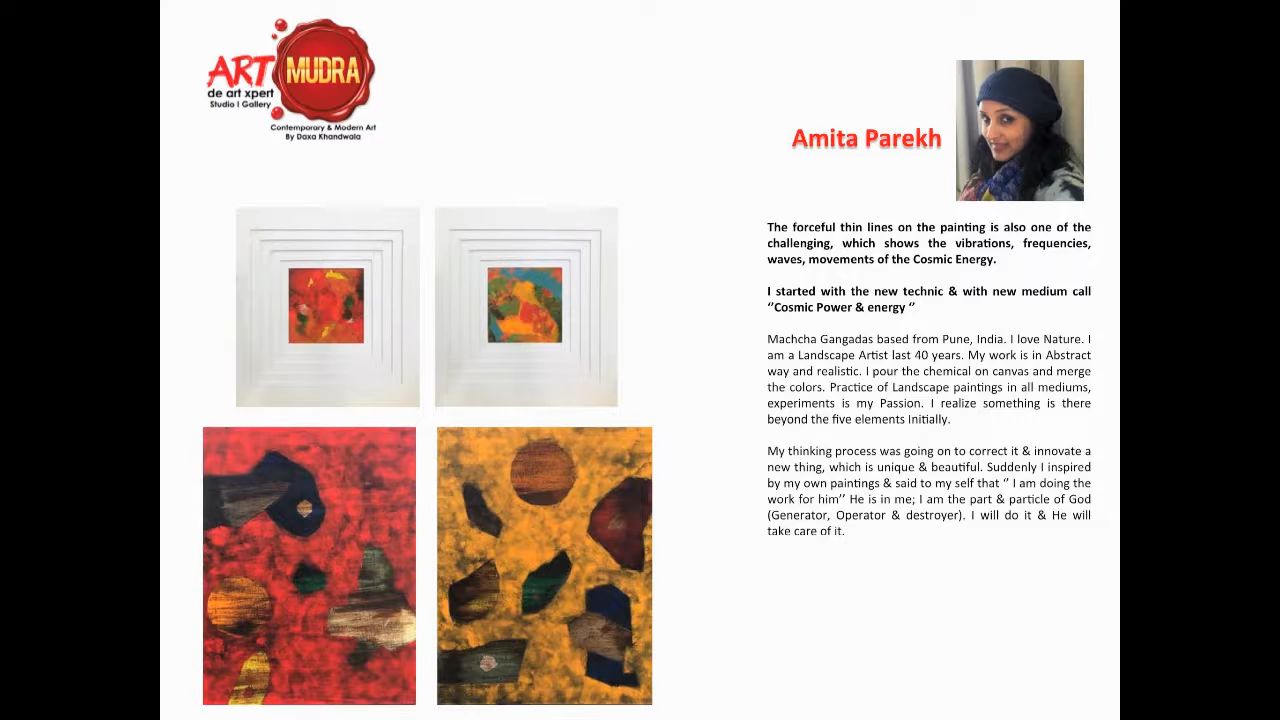 ART MUDRA
de art xpert
Studio I Gallery
Contemporary & Modern Art
By Daxa Khandwala
Amita Parekh
The forceful thin lines on the painting is also one of the
challenging, which shows the vibrations, frequencies,
waves, movements of the Cosmic Energy.
I started with the new technic & with new medium call
“Cosmic Power & energy ”
Machcha Gangadas based from Pune, India. I love Nature. I
am a Landscape Artist last 40 years. My work is in Abstract
way and realistic. I pour the chemical on canvas and merge
the colors. Practice of Landscape paintings in all mediums,
experiments is my Passion. I realize something is there
beyond the five elements Initially.
My thinking process was going on to correct it & innovate a
new thing, which is unique & beautiful. Suddenly I inspired
by my own paintings & said to my self that “ I am doing the
work for him” He is in me; I am the part & particle of God
(Generator, Operator & destroyer). I will do it & He will
take care of it.